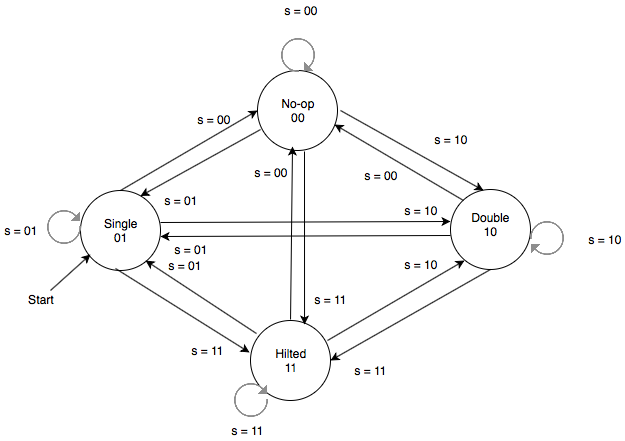 s = 00
No-op
00
s = 00
s = 10
s = 00
s = 00
s = 01
s = 10
Single
01
Double
10
s = 01
s = 10
s = 01
s = 01
s = 10
Start
s = 11
s = 11
Hilted
11
s = 11
s = 11